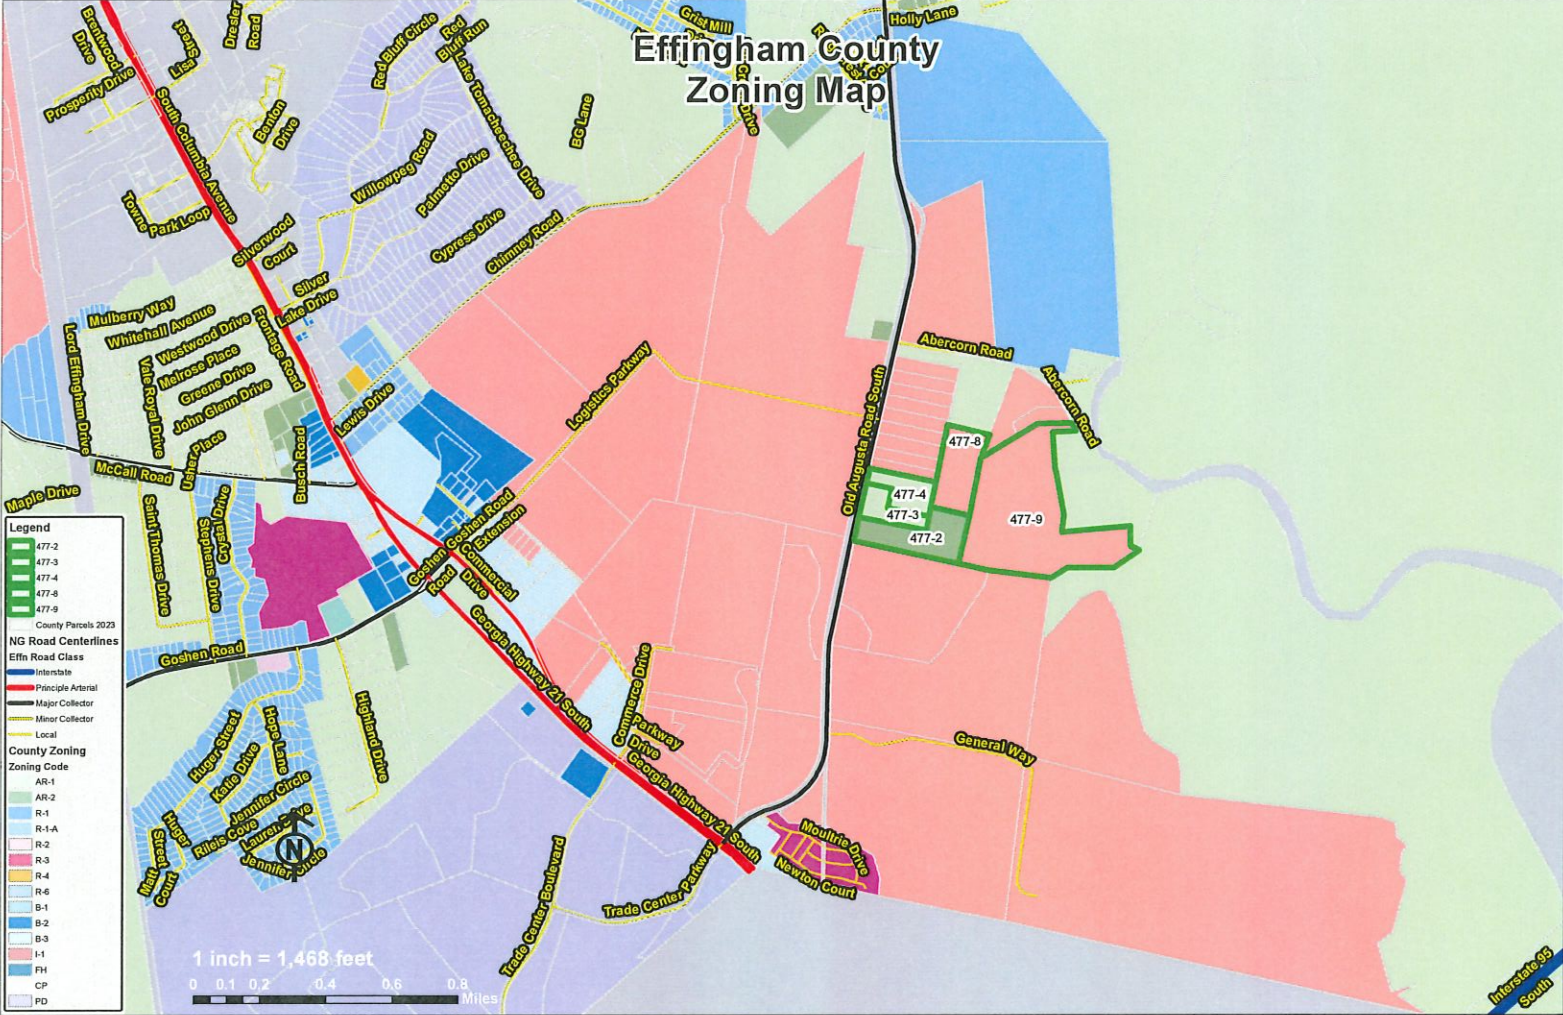 Effingham County
Zoning Map
Brentwood
Drive
Prosperity Drive
Lisa
Street
Dresler
Road
South Columbia Avenue
Benton
Drive
Red Bluff Circle
Red
Bluff Run
Lake Tomacheechee Drive
BG Lane
Grist Mill
Drive
Holly Lane
Willowpeg Road
Palmetto Drive
Cypress Drive
Chimney Road
Towne
Park Loop
Silverwood
Court
Silver
Lake Drive
Mulberry Way
Whitehall Avenue
Westwood Drive
Melrose Place
Greene Drive
John Glenn Drive
Vale Royal Drive
Lord Effingham Drive
Frontage Road
Usher Place
McCall Road
Maple Drive
Busch Road
Lewis Drive
Logistics Parkway
Old Augusta Road South
Abercorn Road
Abercorn Road
477-8
477-4
477-3
477-2
477-9
Saint Thomas Drive
Stephens Drive
Crystal Drive
Goshen Road
Goshen Road
Goshen Road
Extension
Commercial
Drive
Georgia Highway 21 South
Commerce Drive
Parkway
Drive
Georgia Highway 21 South
General Way
Moultrie Drive
Newton Court
Trade Center Parkway
Trade Center Boulevard
Highland Drive
Huger Street
Hope Lane
Katie Drive
Jennifer Circle
Lauren Drive
Rileis Cove
Jennifer Circle
Huger
Street
Matt
Court
N
Interstate 95
South
Legend
477-2
477-3
477-4
477-8
477-9
County Parcels 2023
NG Road Centerlines
Effn Road Class
Interstate
Principle Arterial
Major Collector
Minor Collector
Local
County Zoning
Zoning Code
AR-1
AR-2
R-1
R-1-A
R-2
R-3
R-4
R-6
B-1
B-2
B-3
I-1
FH
CP
PD
1 inch = 1,468 feet
0 0.1 0.2 0.4 0.6 0.8
Miles